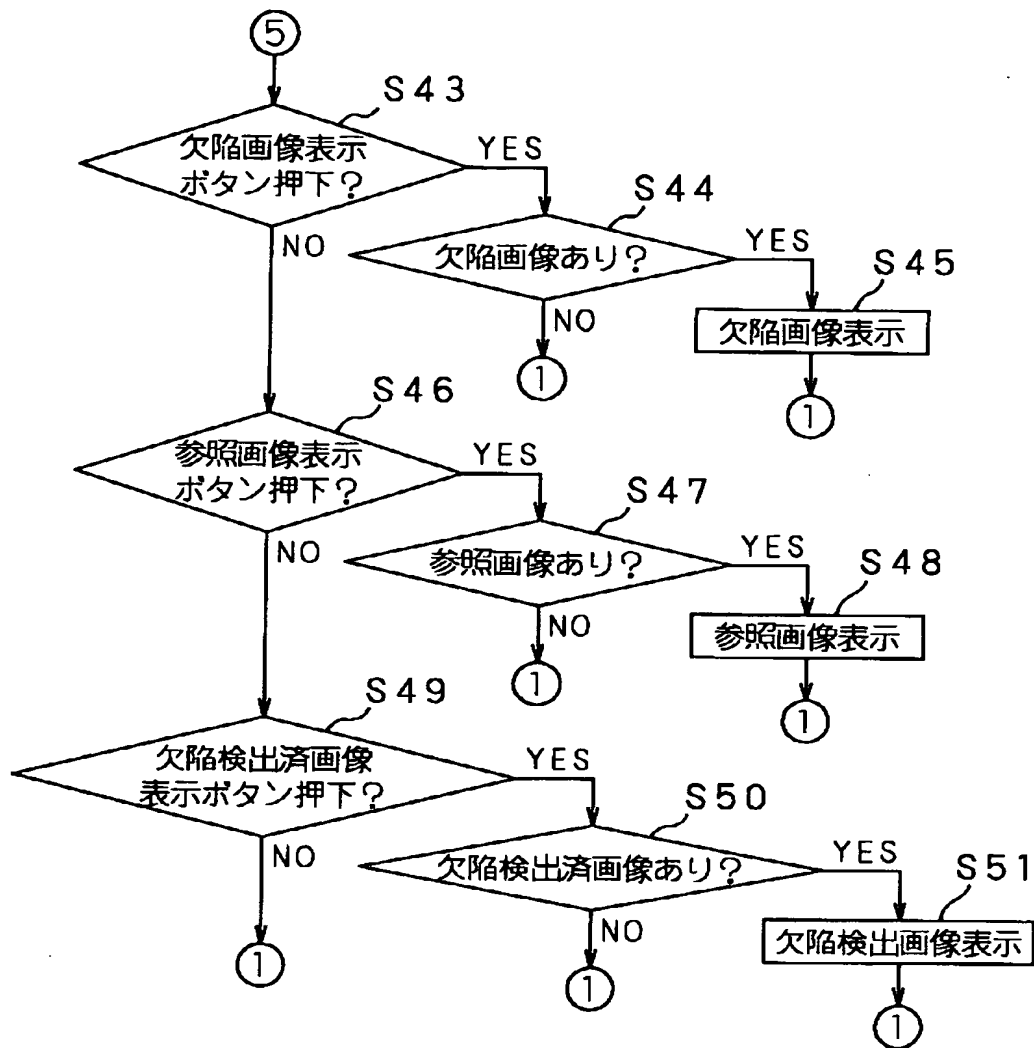 ⑤
S43
欠陥画像表示
ボタン押下?
YES
S44
NO
欠陥画像あり?
YES
S45
NO
欠陥画像表示
①
①
S46
参照画像表示
ボタン押下?
YES
S47
NO
参照画像あり?
YES
S48
NO
参照画像表示
①
①
S49
欠陥検出済画像
表示ボタン押下?
YES
S50
NO
欠陥検出済画像あり?
YES
S51
NO
欠陥検出画像表示
①
①
①